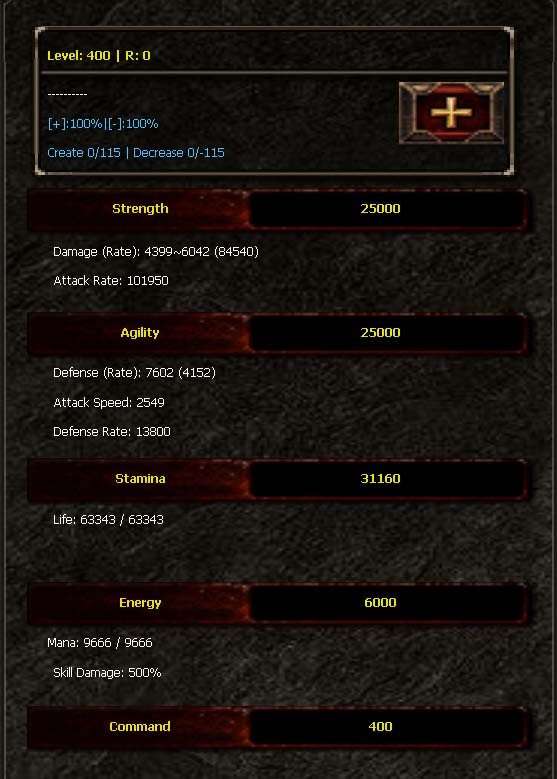 Level: 400 | R: 0
----------
[+]:100%|[-]:100%
Create 0/115 | Decrease 0/-115
Strength 25000
Damage (Rate): 4399~6042 (84540)
Attack Rate: 101950
Agility 25000
Defense (Rate): 7602 (4152)
Attack Speed: 2549
Defense Rate: 13800
Stamina 31160
Life: 63343 / 63343
Energy 6000
Mana: 9666 / 9666
Skill Damage: 500%
Command 400